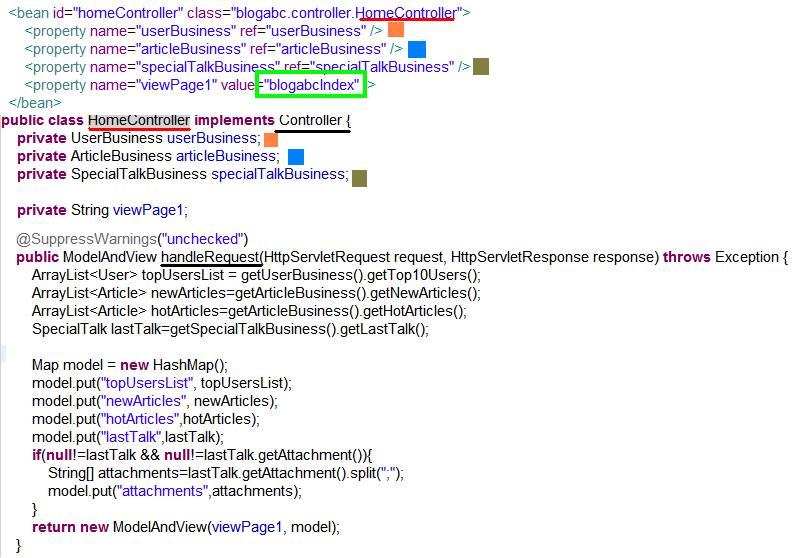 <bean id="homeController" class="blogabc.controller.HomeController">
<property name="userBusiness" ref="userBusiness" />
<property name="articleBusiness" ref="articleBusiness" />
<property name="specialTalkBusiness" ref="specialTalkBusiness" />
<property name="viewPage1" value="blogabcIndex" >
</bean>
public class HomeController implements Controller {
private UserBusiness userBusiness;
private ArticleBusiness articleBusiness;
private SpecialTalkBusiness specialTalkBusiness;
private String viewPage1;
@SuppressWarnings("unchecked")
public ModelAndView handleRequest(HttpServletRequest request, HttpServletResponse response) throws Exception {
ArrayList<User> topUsersList = getUserBusiness().getTop10Users();
ArrayList<Article> newArticles=getArticleBusiness().getNewArticles();
ArrayList<Article> hotArticles=getArticleBusiness().getHotArticles();
SpecialTalk lastTalk=getSpecialTalkBusiness().getLastTalk();
Map model = new HashMap();
model.put("topUsersList", topUsersList);
model.put("newArticles", newArticles);
model.put("hotArticles",hotArticles);
model.put("lastTalk",lastTalk);
if(null!=lastTalk && null!=lastTalk.getAttachment()){
String[] attachments=lastTalk.getAttachment().split(";");
model.put("attachments",attachments);
}
return new ModelAndView(viewPage1, model);
}